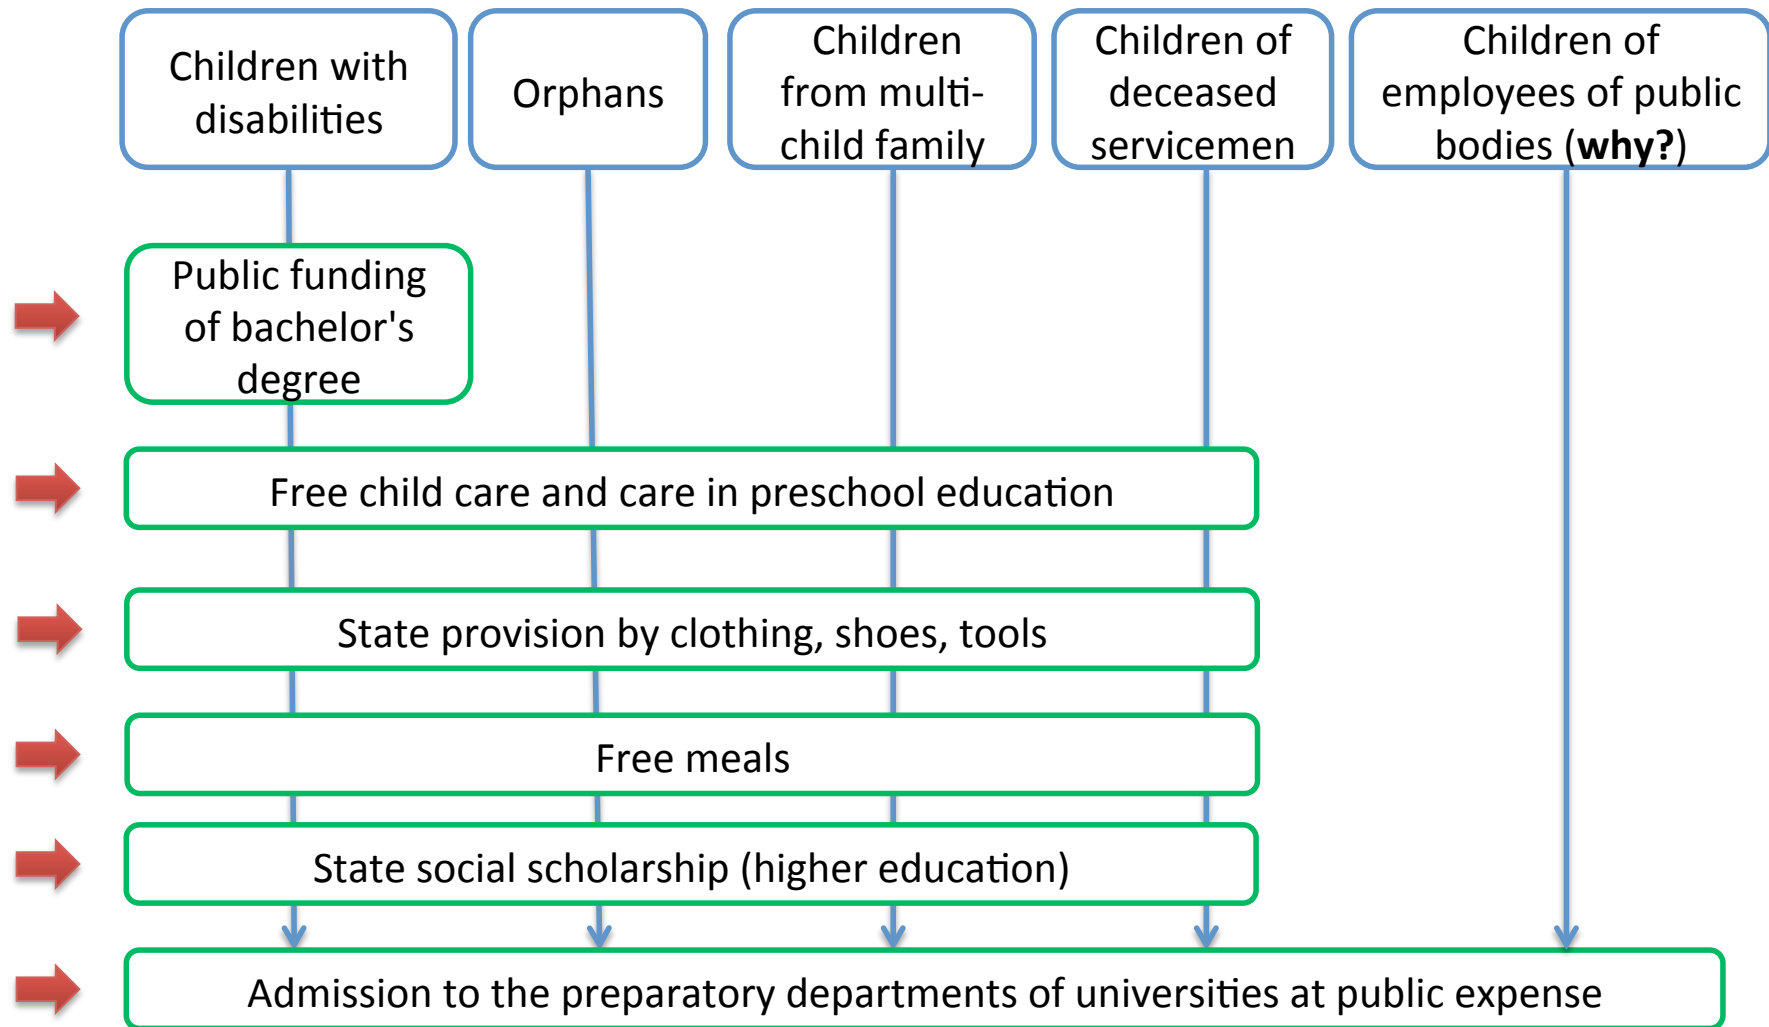 Children with
disabilities
Orphans
Children
from multi-
child family
Children of
deceased
servicemen
Children of
employees of public
bodies (why?)
Public funding
of bachelor's
degree
Free child care and care in preschool education
State provision by clothing, shoes, tools
Free meals
State social scholarship (higher education)
Admission to the preparatory departments of universities at public expense